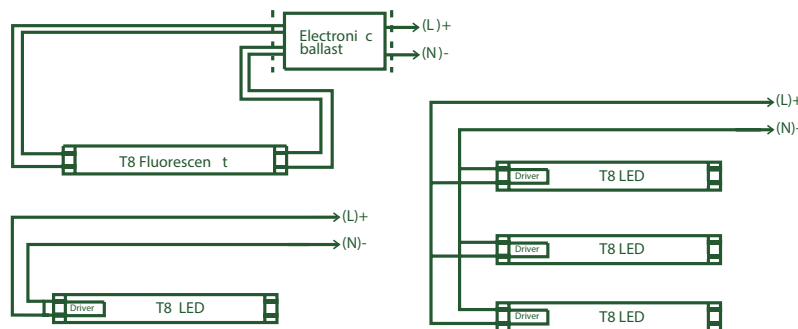 Electroni c
ballast
(L)+
(N)-
T8 Fluorescen t
(L)+
(N)-
Driver
T8 LED
(L)+
(N)-
Driver
T8 LED
Driver
T8 LED
Driver
T8 LED